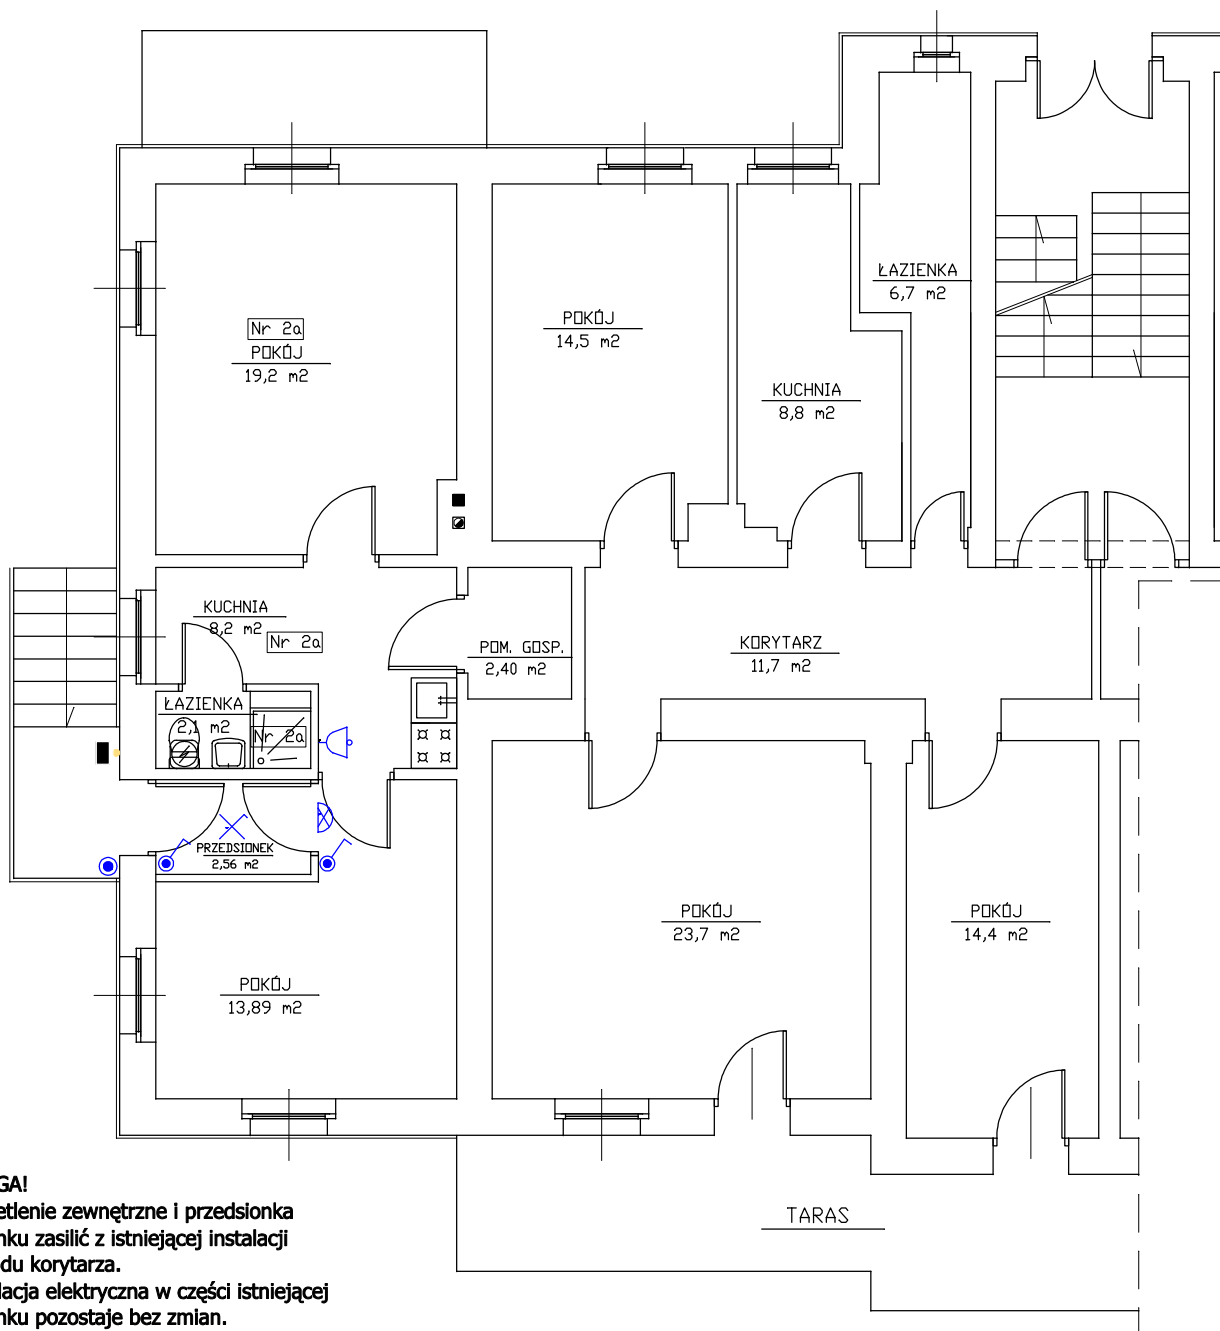 ŁAZIENKA
6,7 m2
POKÓJ
14,5 m2
Nr 2a
POKÓJ
19,2 m2
KUCHNIA
8,8 m2
KUCHNIA
8,2 m2
Nr 2a
POM. GOSP.
2,40 m2
KORYTARZ
11,7 m2
ŁAZIENKA
2,1 m2
Nr 2a
PRZEDSIONEK
2,56 m2
POKÓJ
23,7 m2
POKÓJ
14,4 m2
POKÓJ
13,89 m2
TARAS
GA!
etlenie zewnętrzne i przedsionka
nku zasilić z istniejącej instalacji
du korytarza.
lacja elektryczna w części istniejącej
nku pozostaje bez zmian.